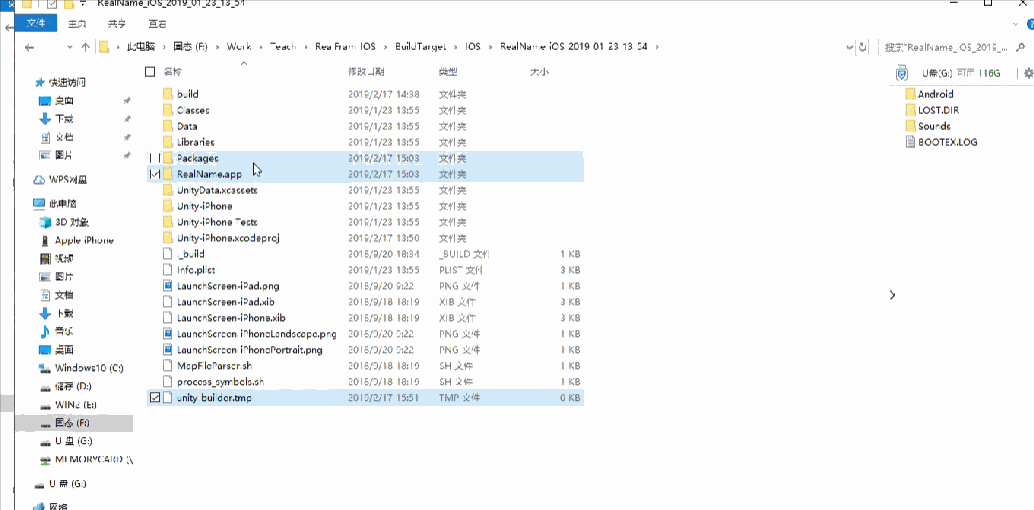 RealName_iOS_2019_01_23_13_54
文件 主页 共享 查看
此电脑 › 固态 (F:) › Work › Teach › RealFram IOS › BuildTarget › IOS › RealName iOS 2019 01 23 13 54 ›
搜索"RealName_iOS_2019_...
名称 修改日期 类型 大小
U盘(G:) 可用 116G
快速访问
桌面
下载
文档
图片
WPS网盘
此电脑
3D 对象
Apple iPhone
视频
图片
文档
下载
音乐
桌面
Windows10 (C:)
储存 (D:)
WIN2 (E:)
固态 (F:)
U 盘 (G:)
MEMORYCARD (\
U 盘 (G:)
网络
build 2019/2/17 14:38 文件夹
Classes 2019/1/23 13:55 文件夹
Data 2019/1/23 13:55 文件夹
Libraries 2019/1/23 13:55 文件夹
Packages 2019/2/17 15:03 文件夹
RealName.app 2019/2/17 15:03 文件夹
UnityData.xcassets 2019/1/23 13:55 文件夹
Unity-iPhone 2019/1/23 13:55 文件夹
Unity-iPhone Tests 2019/1/23 13:55 文件夹
Unity-iPhone.xcodeproj 2019/2/17 13:50 文件夹
._build 2018/9/20 18:34 _BUILD 文件 1 KB
Info.plist 2019/1/23 13:55 PLIST 文件 3 KB
LaunchScreen-iPad.png 2018/9/20 9:22 PNG 文件 1 KB
LaunchScreen-iPad.xib 2018/9/18 18:19 XIB 文件 3 KB
LaunchScreen-iPhone.xib 2018/9/18 18:19 XIB 文件 3 KB
LaunchScreen-iPhoneLandscape.png 2018/9/20 9:22 PNG 文件 1 KB
LaunchScreen-iPhonePortrait.png 2018/9/20 9:22 PNG 文件 1 KB
MapFileParser.sh 2018/9/18 18:19 SH 文件 1 KB
process_symbols.sh 2018/9/18 18:19 SH 文件 1 KB
unity_builder.tmp 2019/2/17 15:51 TMP 文件 0 KB
Android
LOST.DIR
Sounds
BOOTEX.LOG